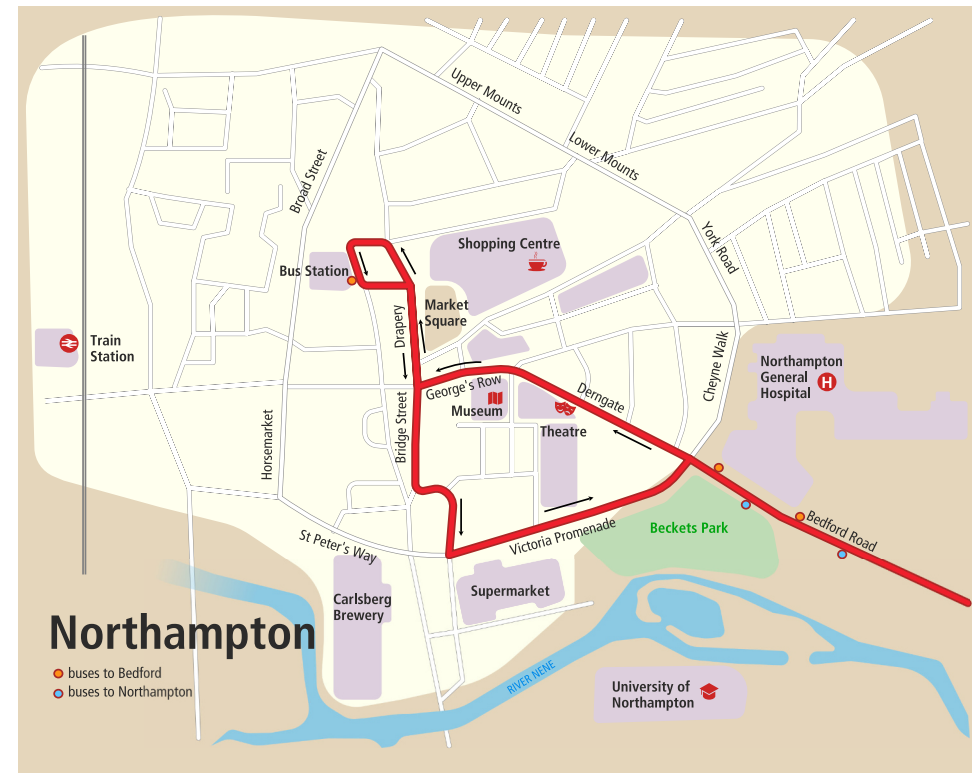 Upper Mounts
Lower Mounts
Broad Street
York Road
Shopping Centre
Bus Station
Market
Square
Drapery
Train
Station
George's Row
Museum
Derngate
Theatre
Cheyne Walk
Northampton
General
Hospital
H
Horsemarket
Bridge Street
St Peter's Way
Victoria Promenade
Beckets Park
Bedford Road
Carlsberg
Brewery
Supermarket
Northampton
buses to Bedford
buses to Northampton
RIVER NENE
University of
Northampton